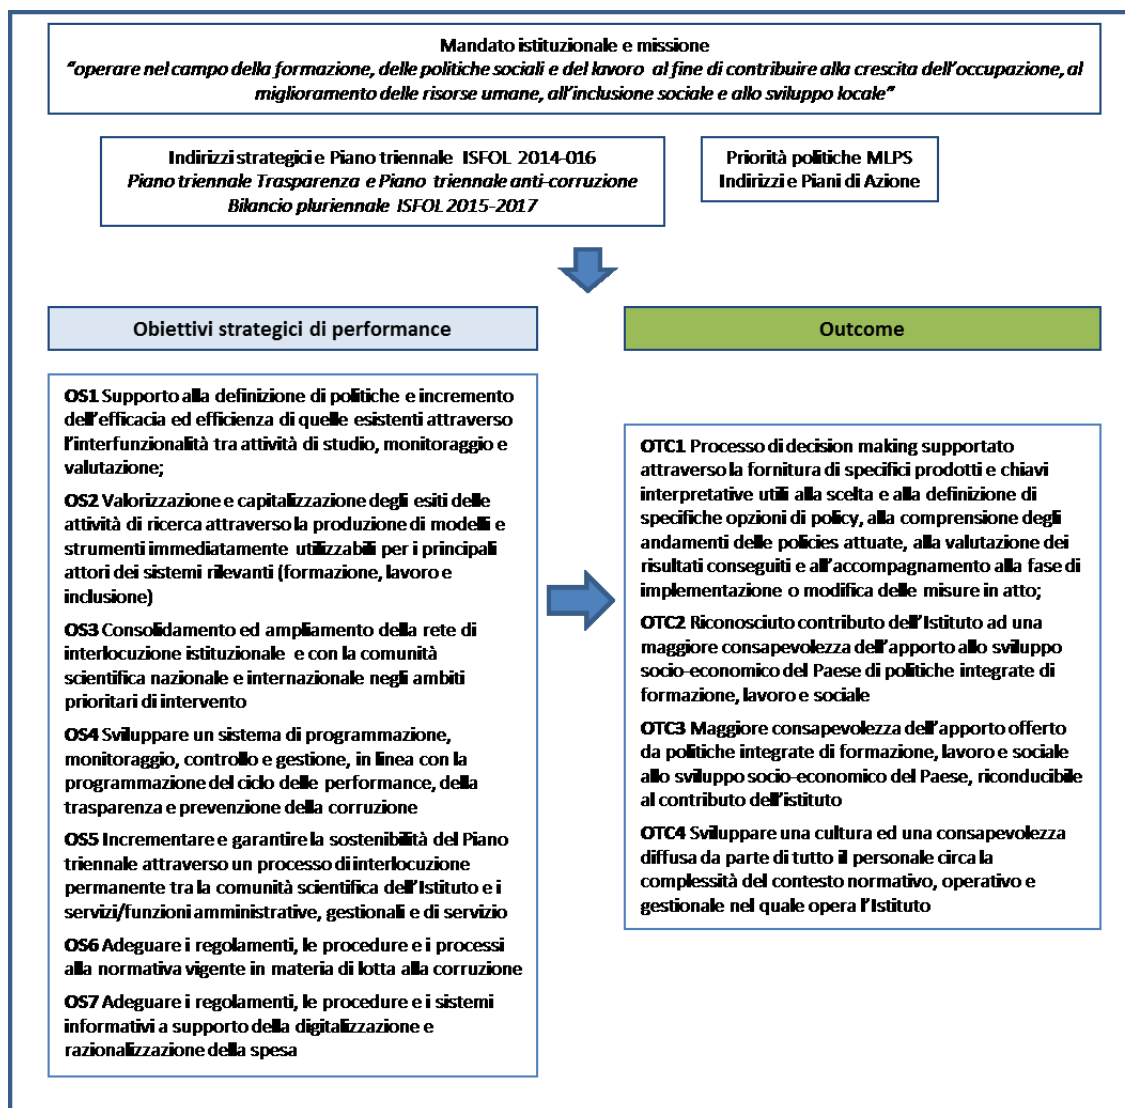 Mandato istituzionale e missione
"operare nel campo della formazione, delle politiche sociali e del lavoro al fine di contribuire alla crescita dell'occupazione, al
miglioramento delle risorse umane, all'inclusione sociale e allo sviluppo locale"
Indirizzi strategici e Piano triennale ISFOL 2014-016
Piano triennale Trasparenza e Piano triennale anti-corruzione
Bilancio pluriennale ISFOL 2015-2017
Priorità politiche MLPS
Indirizzi e Piani di Azione
Obiettivi strategici di performance
OS1 Supporto alla definizione di politiche e incremento
dell'efficacia ed efficienza di quelle esistenti attraverso
l'interfunzionalità tra attività di studio, monitoraggio e
valutazione;
OS2 Valorizzazione e capitalizzazione degli esiti delle
attività di ricerca attraverso la produzione di modelli e
strumenti immediatamente utilizzabili per i principali
attori dei sistemi rilevanti (formazione, lavoro e
inclusione)
OS3 Consolidamento ed ampliamento della rete di
interlocuzione istituzionale e con la comunità
scientifica nazionale e internazionale negli ambiti
prioritari di intervento
OS4 Sviluppare un sistema di programmazione,
monitoraggio, controllo e gestione, in linea con la
programmazione del ciclo delle performance, della
trasparenza e prevenzione della corruzione
OS5 Incrementare e garantire la sostenibilità del Piano
triennale attraverso un processo di interlocuzione
permanente tra la comunità scientifica dell'Istituto e i
servizi/funzioni amministrative, gestionali e di servizio
OS6 Adeguare i regolamenti, le procedure e i processi
alla normativa vigente in materia di lotta alla corruzione
OS7 Adeguare i regolamenti, le procedure e i sistemi
informativi a supporto della digitalizzazione e
razionalizzazione della spesa
Outcome
OTC1 Processo di decision making supportato
attraverso la fornitura di specifici prodotti e chiavi
interpretative utili alla scelta e alla definizione di
specifiche opzioni di policy, alla comprensione degli
andamenti delle policies attuate, alla valutazione dei
risultati conseguiti e all'accompagnamento alla fase di
implementazione o modifica delle misure in atto;
OTC2 Riconosciuto contributo dell'Istituto ad una
maggiore consapevolezza dell'apporto allo sviluppo
socio-economico del Paese di politiche integrate di
formazione, lavoro e sociale
OTC3 Maggiore consapevolezza dell'apporto offerto
da politiche integrate di formazione, lavoro e sociale
allo sviluppo socio-economico del Paese, riconducibile
al contributo dell'istituto
OTC4 Sviluppare una cultura ed una consapevolezza
diffusa da parte di tutto il personale circa la
complessità del contesto normativo, operativo e
gestionale nel quale opera l'Istituto